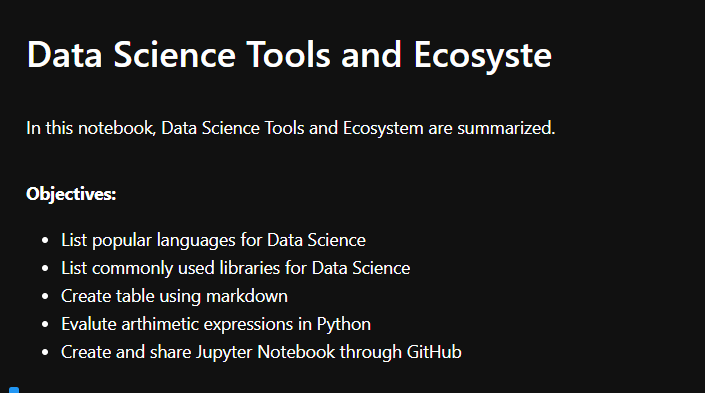 Data Science Tools and Ecosyste
In this notebook, Data Science Tools and Ecosystem are summarized.
Objectives:
• List popular languages for Data Science
• List commonly used libraries for Data Science
• Create table using markdown
• Evalute arthimetic expressions in Python
• Create and share Jupyter Notebook through GitHub